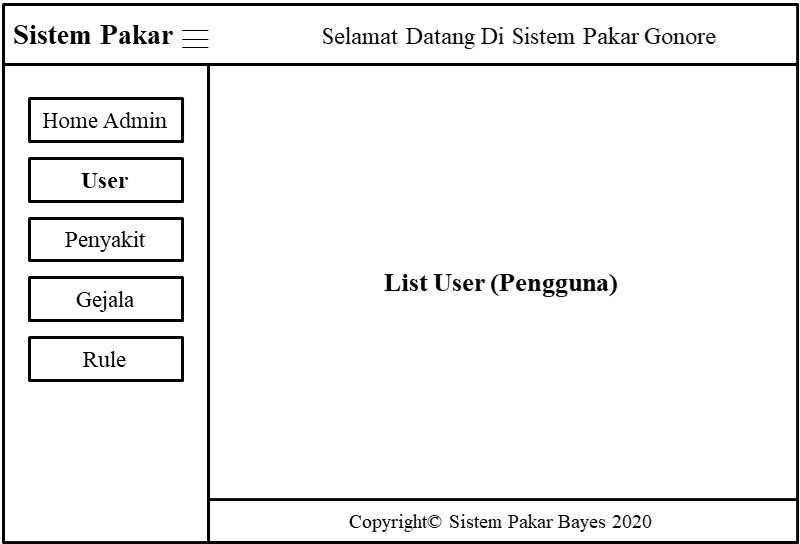 Sistem Pakar
Selamat Datang Di Sistem Pakar Gonore
Home Admin
User
Penyakit
Gejala
Rule
List User (Pengguna)
Copyright© Sistem Pakar Bayes 2020